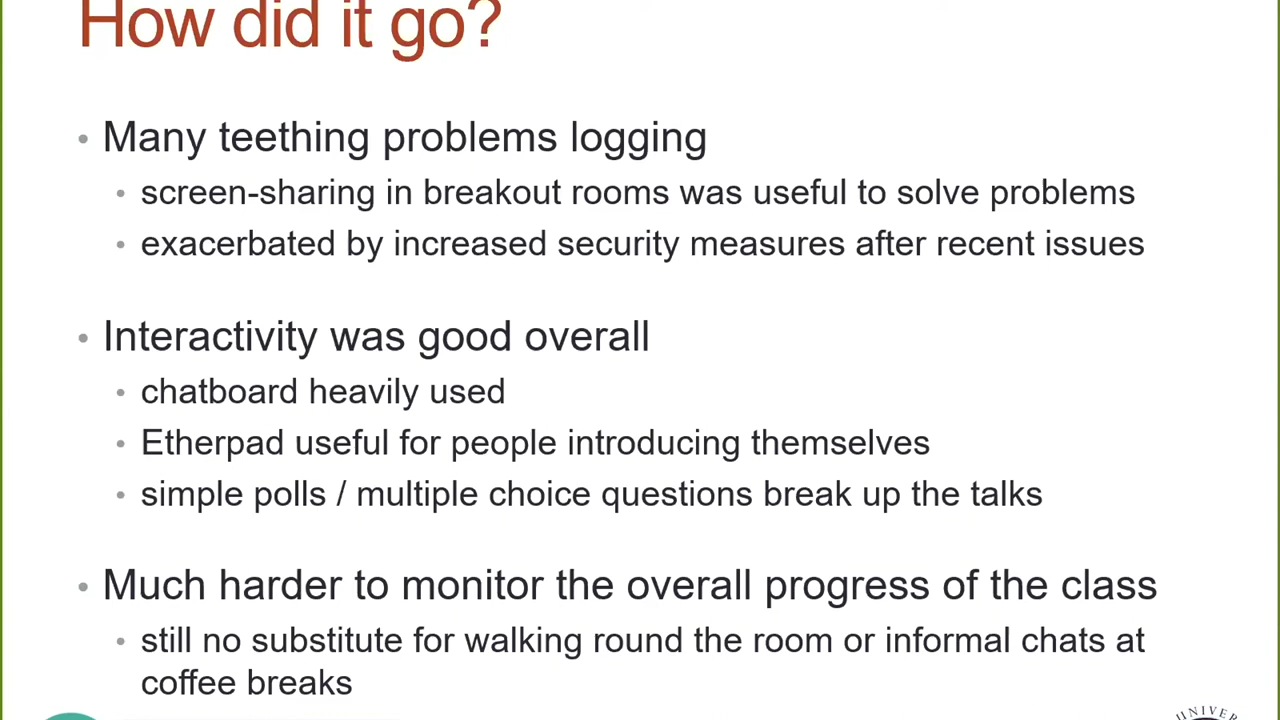 How did it go?
• Many teething problems logging
• screen-sharing in breakout rooms was useful to solve problems
• exacerbated by increased security measures after recent issues
• Interactivity was good overall
• chatboard heavily used
• Etherpad useful for people introducing themselves
• simple polls / multiple choice questions break up the talks
• Much harder to monitor the overall progress of the class
• still no substitute for walking round the room or informal chats at
coffee breaks